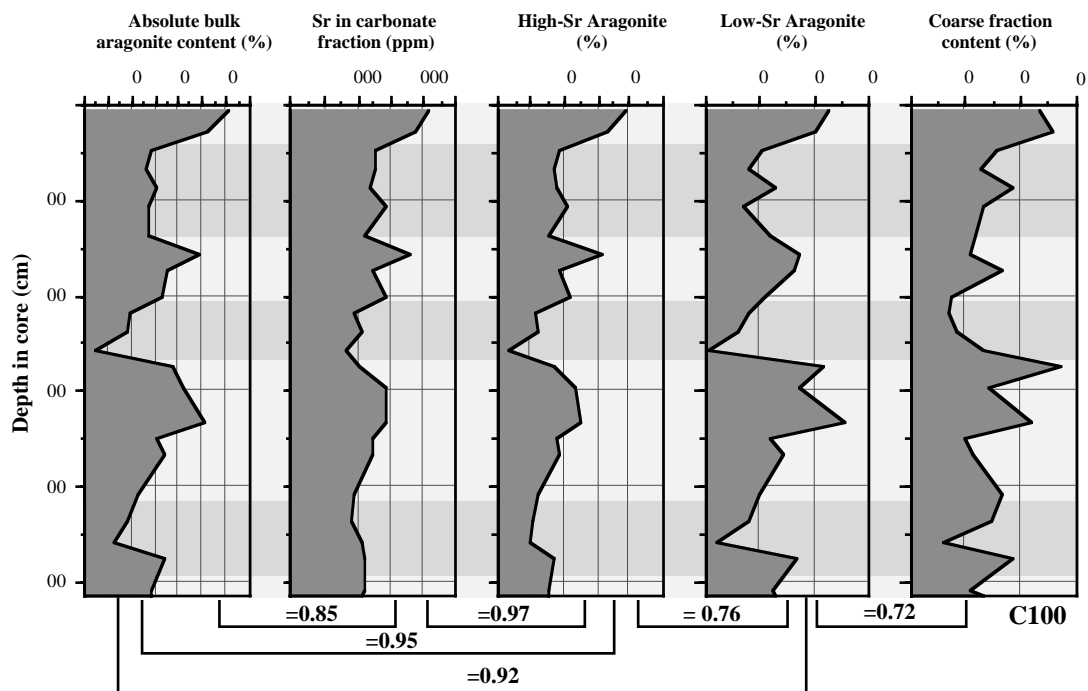 Absolute bulk
aragonite content (%)
Sr in carbonate
fraction (ppm)
High-Sr Aragonite
(%)
Low-Sr Aragonite
(%)
Coarse fraction
content (%)
0 0 0
000 000
0 0
0 0 0
0 0 0
Depth in core (cm)
00
00
00
00
00
=0.85
=0.97
= 0.76
=0.72
C100
=0.95
=0.92